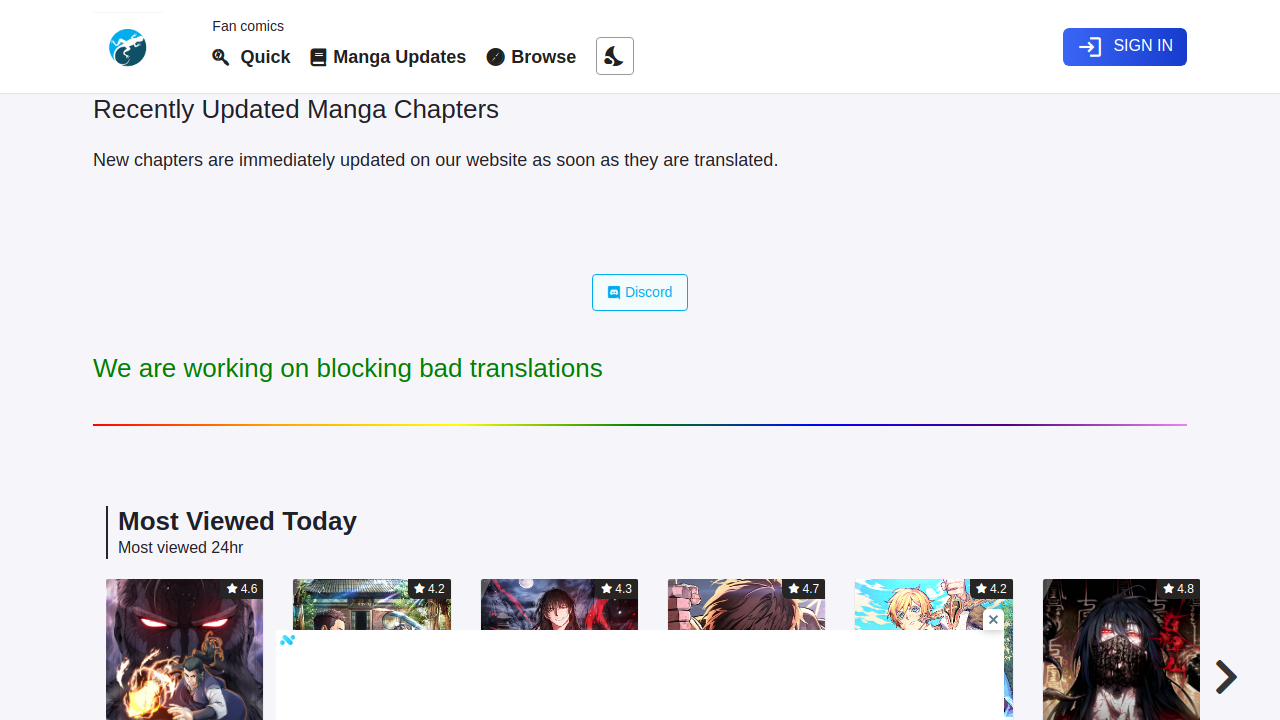 Fan comics
Quick
Manga Updates
Browse
SIGN IN
Recently Updated Manga Chapters
New chapters are immediately updated on our website as soon as they are translated.
Discord
We are working on blocking bad translations
Most Viewed Today
Most viewed 24hr
4.6
4.2
4.3
4.7
4.2
4.8